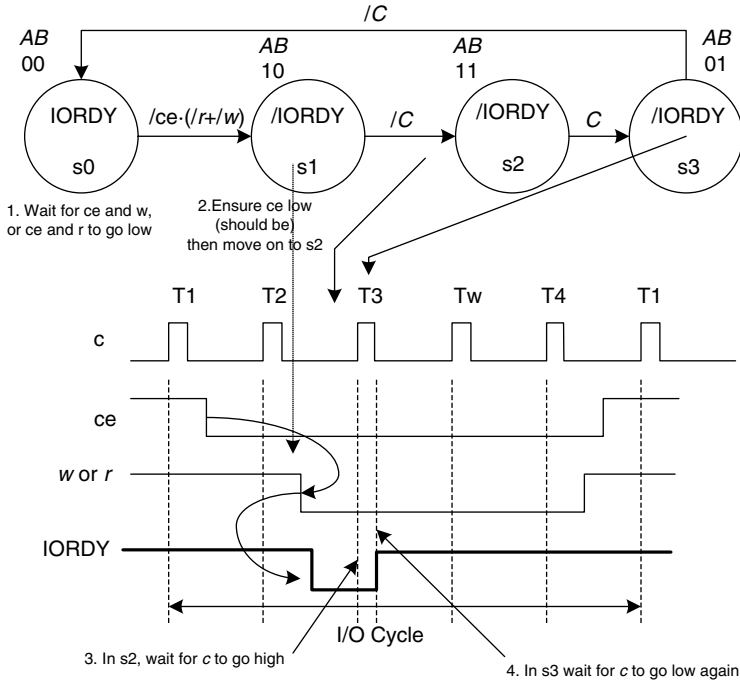 /C
AB
00
AB
10
AB
11
AB
01
IORDY
/ce·(/r+/w)
/IORDY
/C
/IORDY
C
/IORDY
s0
s1
s2
s3
1. Wait for ce and w,
or ce and r to go low
2.Ensure ce low
(should be)
then move on to s2
T1 T2 T3 Tw T4 T1
c
ce
w or r
IORDY
I/O Cycle
3. In s2, wait for c to go high
4. In s3 wait for c to go low again